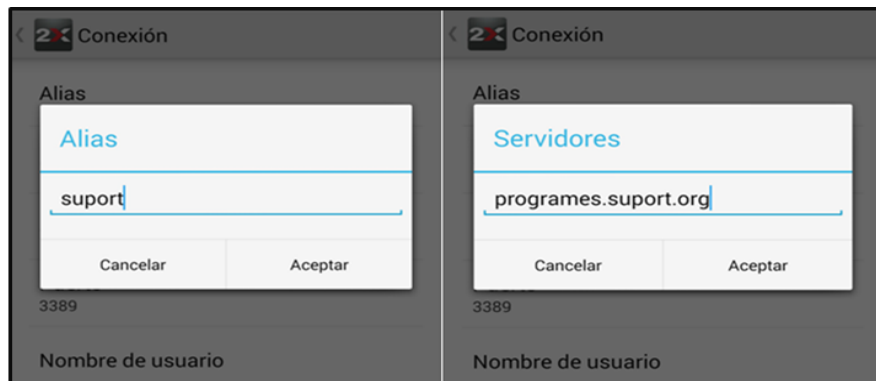 2X Conexión
Alias
Alias
suport
Cancelar Aceptar
3389
Nombre de usuario
2X Conexión
Alias
Servidores
programes.suport.org
Cancelar Aceptar
3389
Nombre de usuario